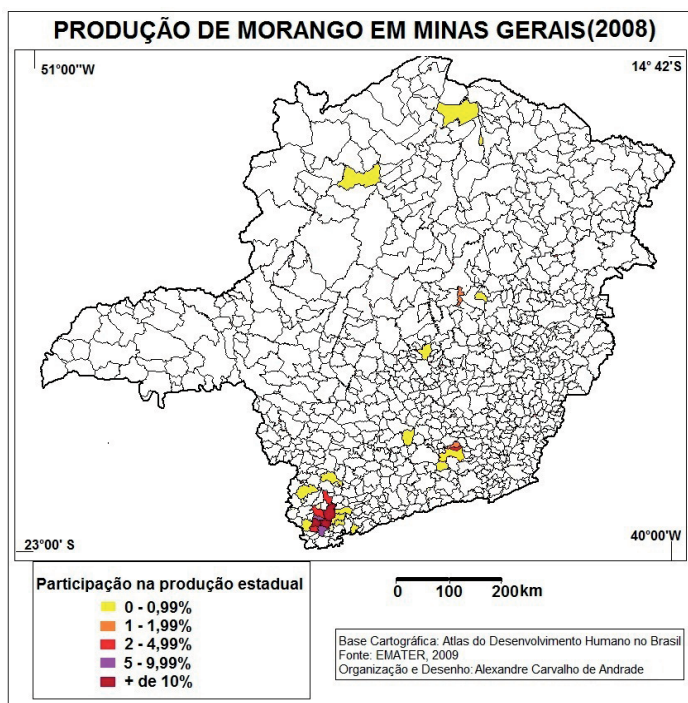 PRODUÇÃO DE MORANGO EM MINAS GERAIS(2008)
51°00''W
14° 42'S
23°00' S
40°00'W
Participação na produção estadual
0 - 0,99%
1 - 1,99%
2 - 4,99%
5 - 9,99%
+ de 10%
0 100 200 km
Base Cartográfica: Atlas do Desenvolvimento Humano no Brasil
Fonte: EMATER, 2009
Organização e Desenho: Alexandre Carvalho de Andrade